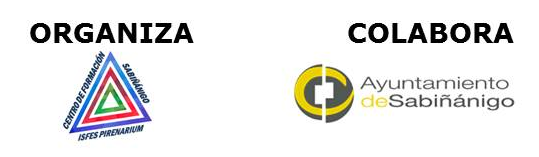 ORGANIZA
COLABORA
CENTRO DE FORMACIÓN
SABIÑÁNIGO
ISFES PIRENARIUM
Ayuntamiento
deSabiñánigo